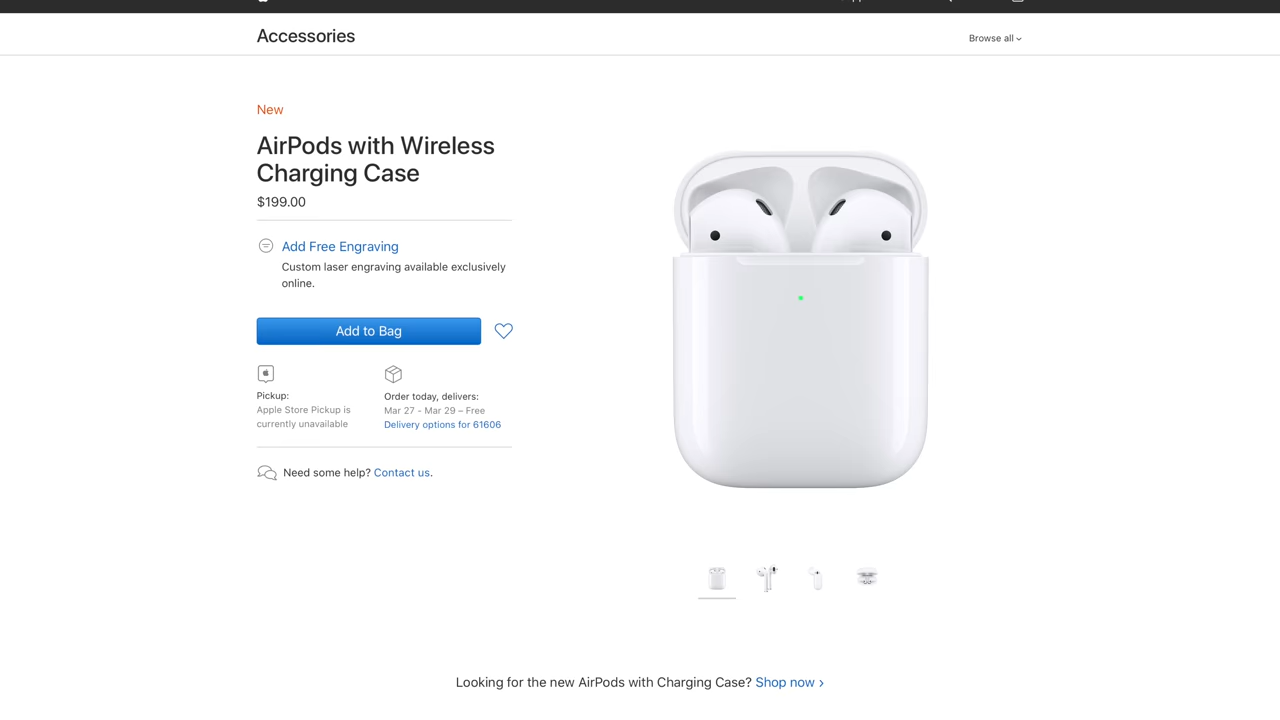 Accessories
Browse all
New
AirPods with Wireless
Charging Case
$199.00
Add Free Engraving
Custom laser engraving available exclusively
online.
Add to Bag
Pickup:
Apple Store Pickup is
currently unavailable
Order today, delivers:
Mar 27 - Mar 29 – Free
Delivery options for 61606
Need some help? Contact us.
Looking for the new AirPods with Charging Case? Shop now ›